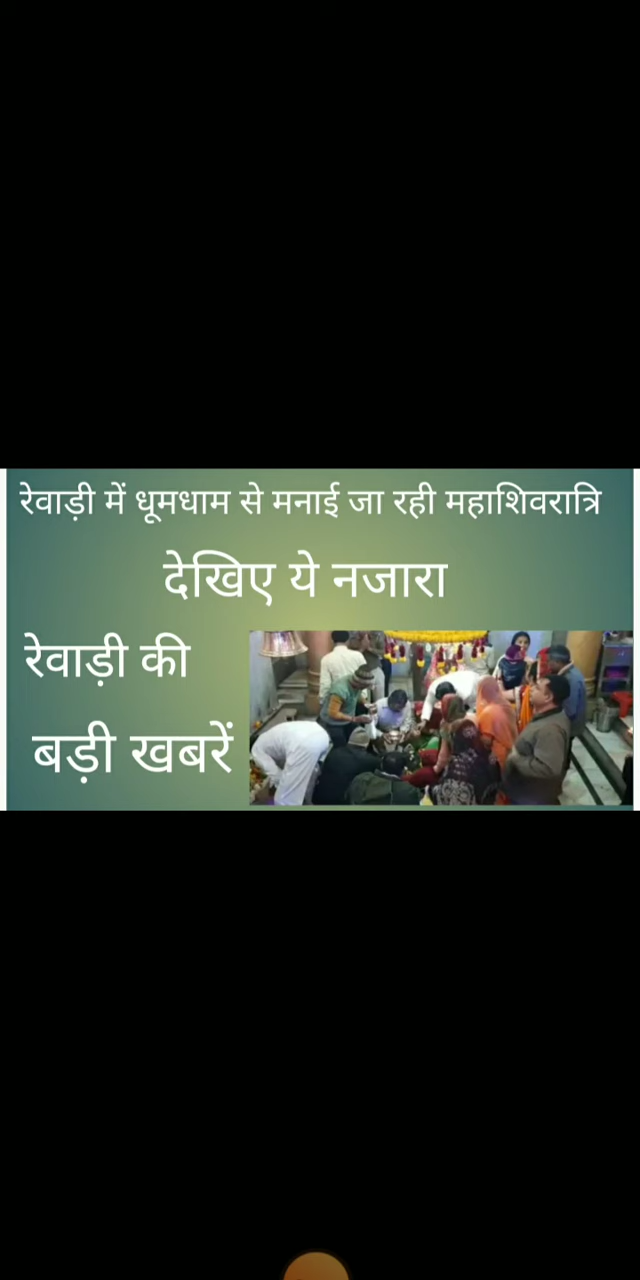 रेवाड़ी में धूमधाम से मनाई जा रही महाशिवरात्रि
देखिए ये नजारा
रेवाड़ी की
बड़ी खबरें